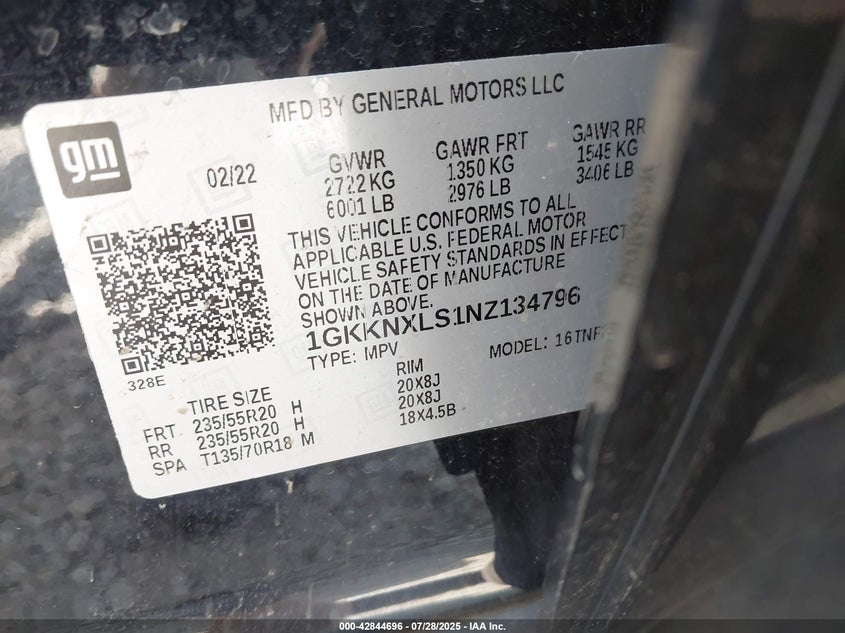 MFD BY GENERAL MOTORS LLC
gm
02/22
GVWR GAWR FRT GAWR RR
2722 KG 1350 KG 1545 KG
6001 LB 2976 LB 3406 LB
THIS VEHICLE CONFORMS TO ALL
APPLICABLE U.S. FEDERAL MOTOR
VEHICLE SAFETY STANDARDS IN EFFECT
ON THE DATE OF MANUFACTURE
SHOWN ABOVE.
1GKKNXLS1NZ134796
TYPE: MPV MODEL:
328E
TIRE SIZE RIM
FRT 235/55R20 H 20X8J
RR 235/55R20 H 20X8J
SPA T135/70R18 M 18X4.5B
000-42844696 - 07/28/2025 - IAA Inc.